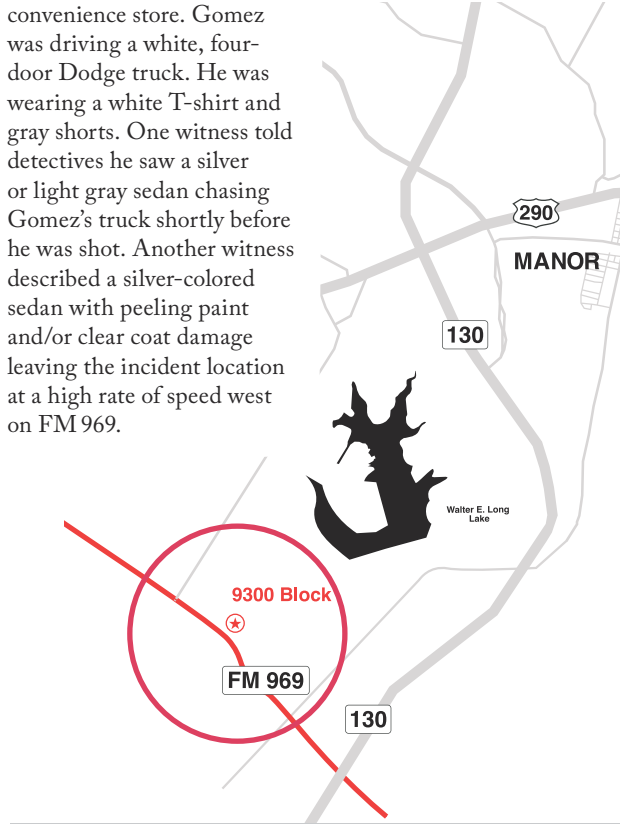 convenience store. Gomez
was driving a white, four-
door Dodge truck. He was
wearing a white T-shirt and
gray shorts. One witness told
detectives he saw a silver
or light gray sedan chasing
Gomez’s truck shortly before
he was shot. Another witness
described a silver-colored
sedan with peeling paint
and/or clear coat damage
leaving the incident location
at a high rate of speed west
on FM 969.
290
MANOR
130
Walter E. Long
Lake
9300 Block
FM 969
130